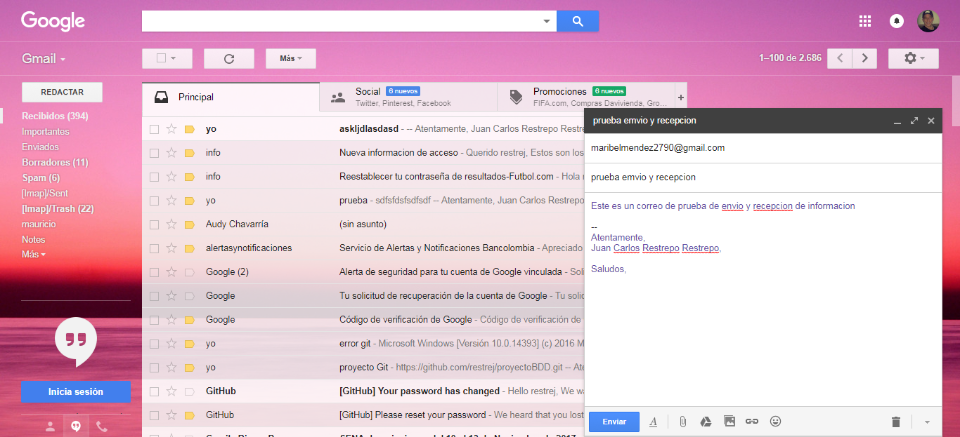 Google
Gmail
Más
1–100 de 2.686
REDACTAR
Recibidos (394)
Importantes
Enviados
Borradores (11)
Spam (6)
[Imap]/Sent
[Imap]/Trash (22)
mauricio
Notes
Más
Inicia sesión
Principal
Social 6 nuevos
Twitter, Pinterest, Facebook
Promociones 6 nuevos
FIFA.com, Compras Davivienda, Gro...
+
yo askljdlasdasd - -- Atentamente, Juan Carlos Restrepo Restre
info Nueva informacion de acceso - Querido restrej, Estos son los
info Reestablecer tu contraseña de resultados-Futbol.com - Hola
yo prueba - sdfsfdsfsdfsdf -- Atentamente, Juan Carlos Restrepo
Audy Chavarría (sin asunto)
alertasynotificaciones Servicio de Alertas y Notificaciones Bancolombia - Apreciado
Google (2) Alerta de seguridad para tu cuenta de Google vinculada - Soli
Google Tu solicitud de recuperación de la cuenta de Google - Tu solic
Google Código de verificación de Google - Código de verificación de
yo error git - Microsoft Windows [Versión 10.0.14393] (c) 2016 M
yo proyecto Git - https://github.com/restrej/proyectoBDD.git -- Ate
GitHub [GitHub] Your password has changed - Hello restrej, We wa
GitHub [GitHub] Please reset your password - We heard that you lost
prueba emvio y recepcion
maribelmendez2790@gmail.com
prueba emvio y recepcion
Este es un correo de prueba de envio y recepcion de informacion
--
Atentamente,
Juan Carlos Restrepo Restrepo,
Saludos,
Enviar